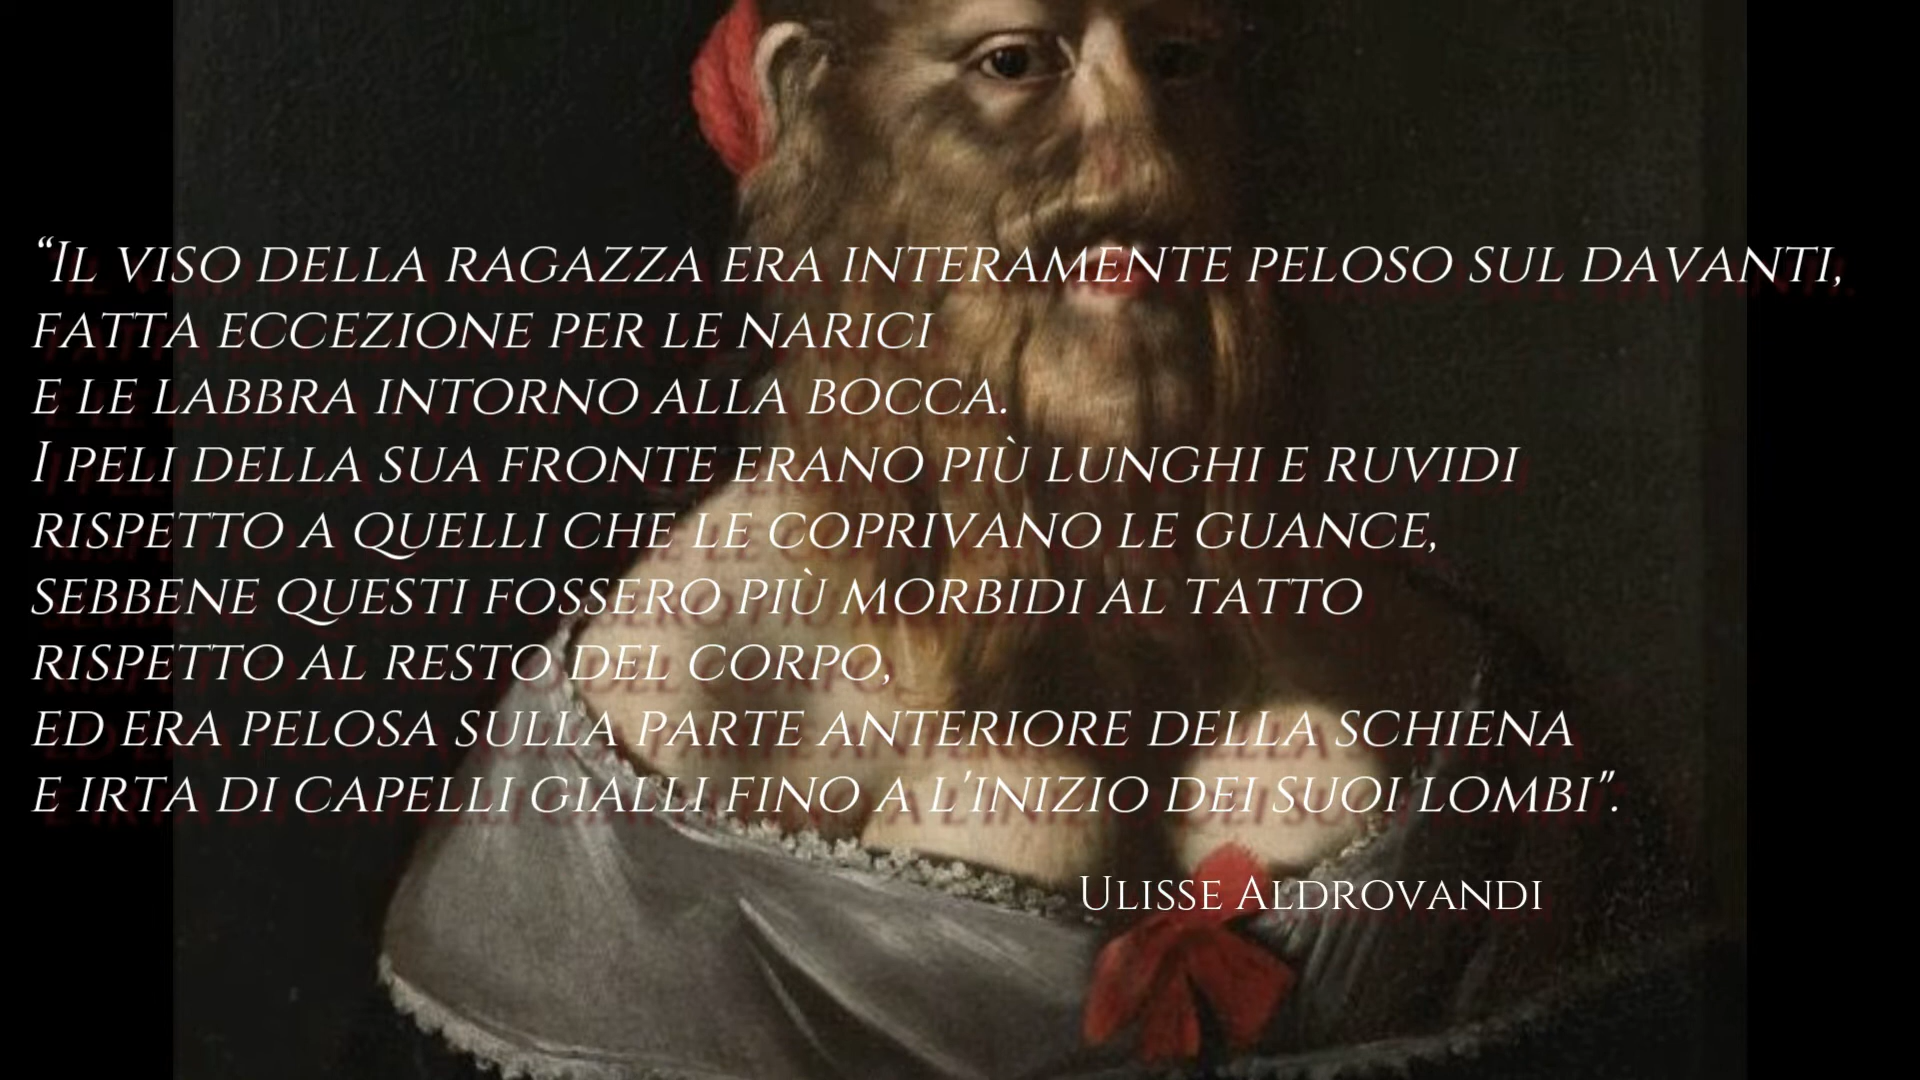 “Il viso della ragazza era interamente peloso sul davanti,
fatta eccezione per le narici
e le labbra intorno alla bocca.
I peli della sua fronte erano più lunghi e ruvidi
rispetto a quelli che le coprivano le guance,
sebbene questi fossero più morbidi al tatto
rispetto al resto del corpo,
ed era pelosa sulla parte anteriore della schiena
e irta di capelli gialli fino a l'inizio dei suoi lombi".
Ulisse Aldrovandi